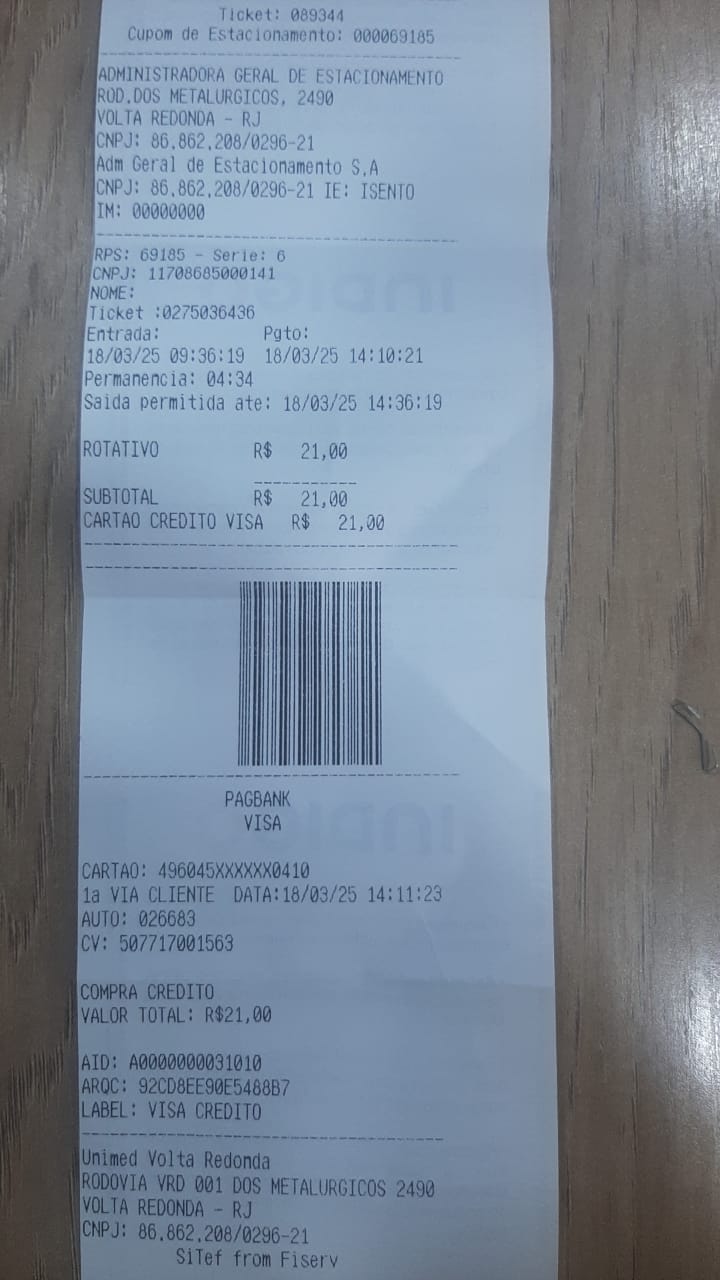 Ticket: 089344
Cupom de Estacionamento: 000069185
ADMINISTRADORA GERAL DE ESTACIONAMENTO
ROD.DOS METALURGICOS, 2490
VOLTA REDONDA - RJ
CNPJ: 86.862.208/0296-21
Adm Geral de Estacionamento S.A
CNPJ: 86.862.208/0296-21 IE: ISENTO
IM: 00000000
RPS: 69185 - Serie: 6
CNPJ: 11708685000141
NOME:
Ticket :0275036436
Entrada: Pgto:
18/03/25 09:36:19 18/03/25 14:10:21
Permanencia: 04:34
Saida permitida ate: 18/03/25 14:36:19
ROTATIVO R$ 21,00
SUBTOTAL R$ 21,00
CARTAO CREDITO VISA R$ 21,00
PAGBANK
VISA
CARTAO: 496045XXXXXX0410
1a VIA CLIENTE DATA:18/03/25 14:11:23
AUTO: 026683
CV: 507717001563
COMPRA CREDITO
VALOR TOTAL: R$21,00
AID: A0000000031010
ARQC: 92CD8EE90E5488B7
LABEL: VISA CREDITO
Unimed Volta Redonda
RODOVIA VRD 001 DOS METALURGICOS 2490
VOLTA REDONDA - RJ
CNPJ: 86.862.208/0296-21
SiTef from Fiserv